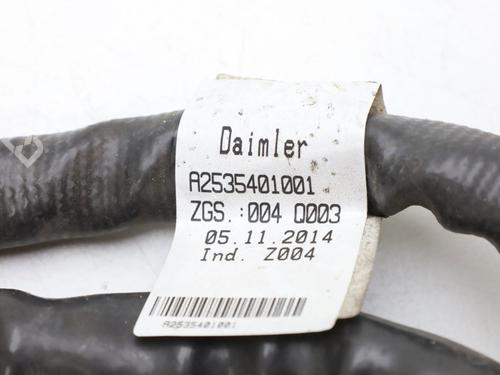 Daimler
A2535401001
ZGS.:004 Q003
05.11.2014
Ind. Z004
A2535401001